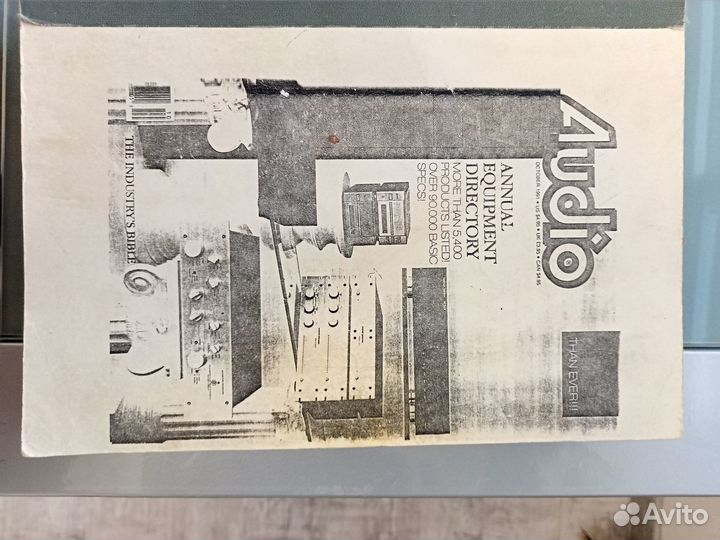 Audio
OCTOBER 1991 • US $4.95 • UK £3.95 • CAN $4.95
THAN EVER!!!
ANNUAL
EQUIPMENT
DIRECTORY
MORE THAN 5,400
PRODUCTS LISTED!
OVER 90,000 BASIC
SPECS!
THE INDUSTRY'S BIBLE
Avito